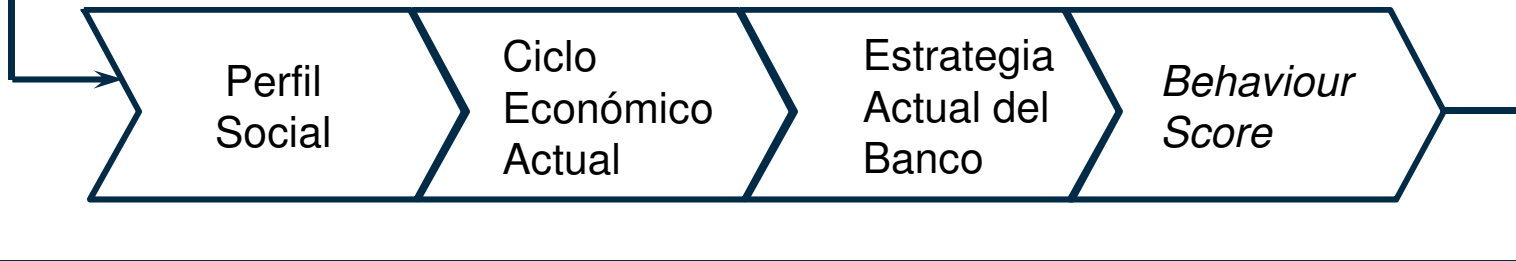 Perfil
Social
Ciclo
Económico
Actual
Estrategia
Actual del
Banco
Behaviour
Score